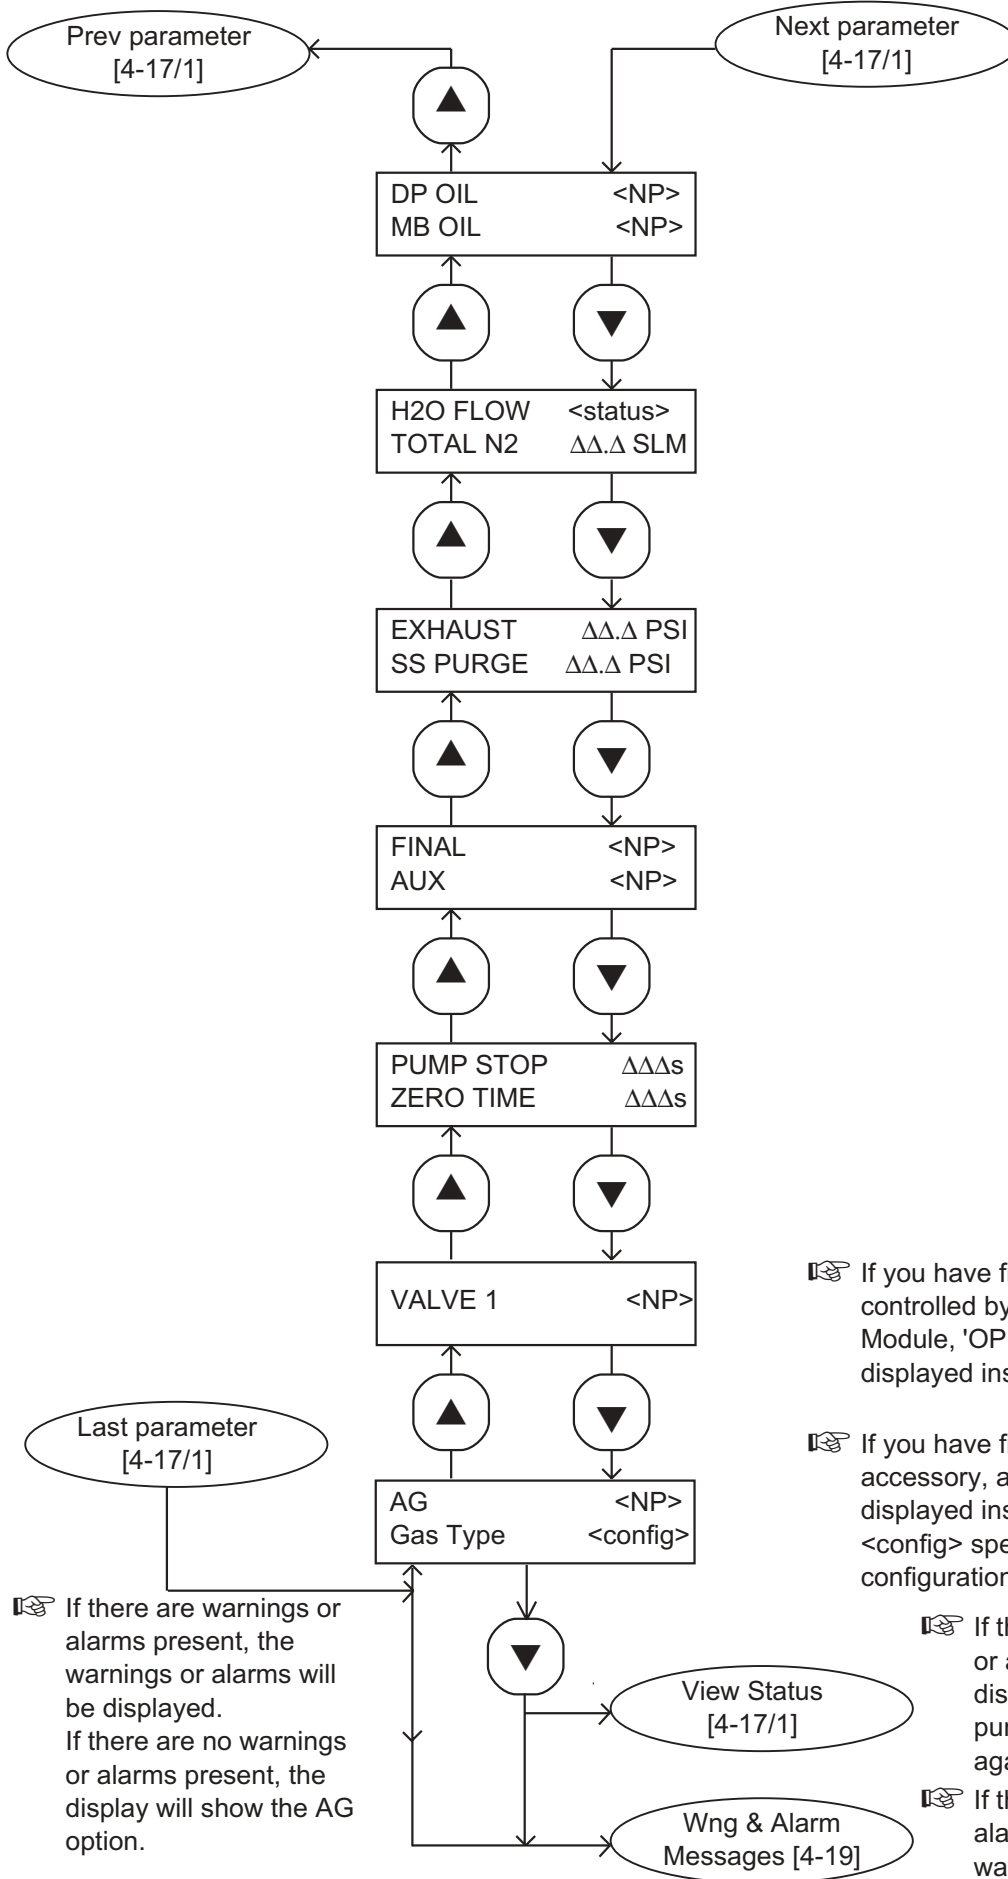 Prev parameter
[4-17/1]
Next parameter
[4-17/1]
DP OIL <NP>
MB OIL <NP>
H2O FLOW <status>
TOTAL N2 ΔΔ.Δ SLM
EXHAUST ΔΔ.Δ PSI
SS PURGE ΔΔ.Δ PSI
FINAL <NP>
AUX <NP>
PUMP STOP ΔΔΔs
ZERO TIME ΔΔΔs
VALVE 1 <NP>
If you have f
controlled by
Module, 'OP
displayed ins
Last parameter
[4-17/1]
If you have f
accessory, a
displayed ins
<config> spe
configuration
AG <NP>
Gas Type <config>
If there are warnings or
alarms present, the
warnings or alarms will
be displayed.
If there are no warnings
or alarms present, the
display will show the AG
option.
View Status
[4-17/1]
Wng & Alarm
Messages [4-19]
If th
or a
dis
pur
aga
If th
ala
wa